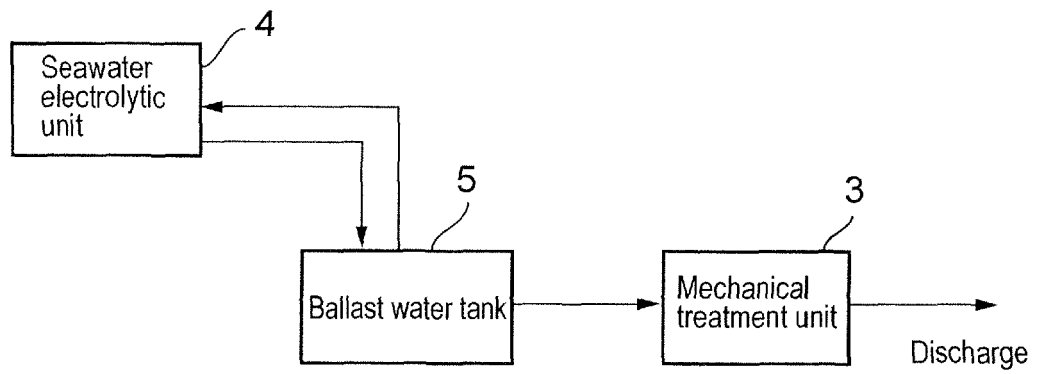 4
Seawater
electrolytic
unit
5
3
Ballast water tank
Mechanical
treatment unit
Discharge